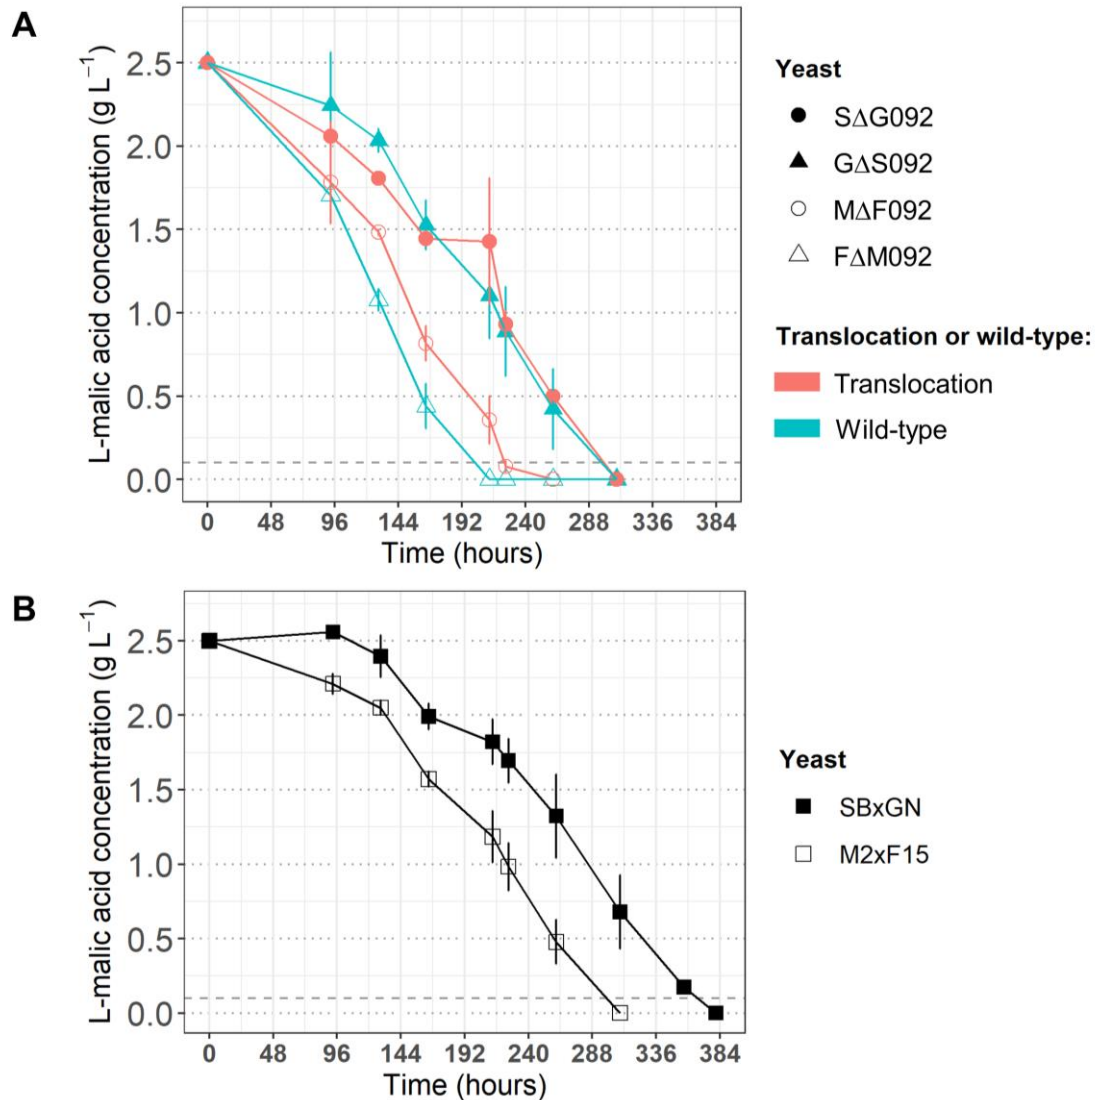 A
L-malic acid concentration (g L⁻¹)
2.5
2.0
1.5
1.0
0.5
0.0
0 48 96 144 192 240 288 336 384
Time (hours)
Yeast
SΔG092
GΔS092
MΔF092
FΔM092
Translocation or wild-type:
Translocation
Wild-type
B
L-malic acid concentration (g L⁻¹)
2.5
2.0
1.5
1.0
0.5
0.0
0 48 96 144 192 240 288 336 384
Time (hours)
Yeast
SBxGN
M2xF15